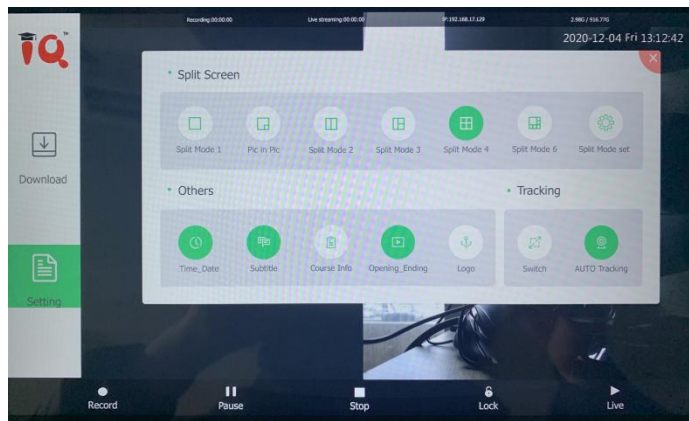 Recording:00:00:00 Live streaming:00:00:00 IP:192.168.17.129 2.98G / 916.77G
2020-12-04 Fri 13:12:42
IQ
Split Screen
Split Mode 1 Pic in Pic Split Mode 2 Split Mode 3 Split Mode 4 Split Mode 6 Split Mode set
Download
Others Tracking
Time_Date Subtitle Course Info Opening_Ending Logo Switch AUTO Tracking
Setting
Record Pause Stop Lock Live